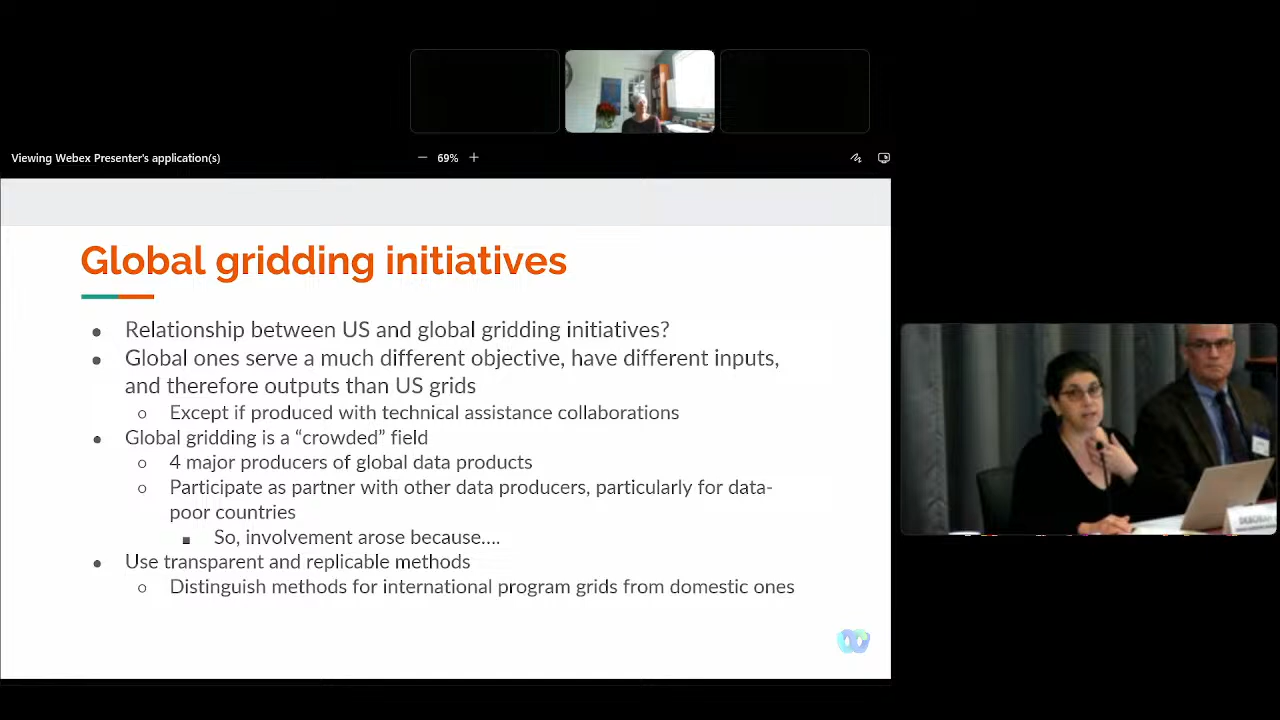 Viewing Webex Presenter's application(s)
69%
Global gridding initiatives
Relationship between US and global gridding initiatives?
Global ones serve a much different objective, have different inputs,
and therefore outputs than US grids
Except if produced with technical assistance collaborations
Global gridding is a “crowded” field
4 major producers of global data products
Participate as partner with other data producers, particularly for data-
poor countries
So, involvement arose because....
Use transparent and replicable methods
Distinguish methods for international program grids from domestic ones